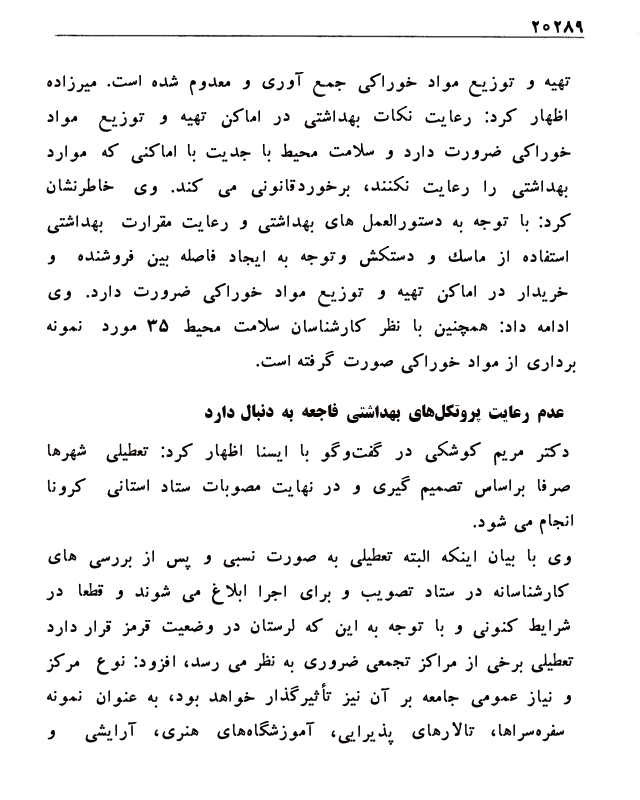 ۲۰۲۸۹
تهیه و توزیع مواد خوراکی جمع آوری و معدوم شده است. میرزاده
اظهار کرد: رعایت نکات بهداشتی در اماکن تهیه و توزیع مواد
خوراکی ضرورت دارد و سلامت محیط با جدیت با اماکنی که موارد
بهداشتی را رعایت نکنند، برخوردقانونی می کند. وی خاطرنشان
کرد: با توجه به دستورالعمل های بهداشتی و رعایت مقرارت بهداشتی
استفاده از ماسك و دستکش وتوجه به ایجاد فاصله بین فروشنده و
خریدار در اماکن تهیه و توزیع مواد خوراکی ضرورت دارد. وی
ادامه داد: همچنین با نظر کارشناسان سلامت محیط ۳۵ مورد نمونه
برداری از مواد خوراکی صورت گرفته است.
عدم رعایت پروتکل‌های بهداشتی فاجعه به دنبال دارد
دکتر مریم کوشکی در گفت‌وگو با ایسنا اظهار کرد: تعطیلی شهرها
صرفا براساس تصمیم گیری و در نهایت مصوبات ستاد استانی کرونا
انجام می شود.
وی با بیان اینکه البته تعطیلی به صورت نسبی و پس از بررسی های
کارشناسانه در ستاد تصویب و برای اجرا ابلاغ می شوند و قطعا در
شرایط کنونی و با توجه به این که لرستان در وضعیت قرمز قرار دارد
تعطیلی برخی از مراکز تجمعی ضروری به نظر می رسد، افزود: نوع مرکز
و نیاز عمومی جامعه بر آن نیز تأثیرگذار خواهد بود، به عنوان نمونه
سفره‌سراها، تالارهای پذیرایی، آموزشگاه‌های هنری، آرایشی و